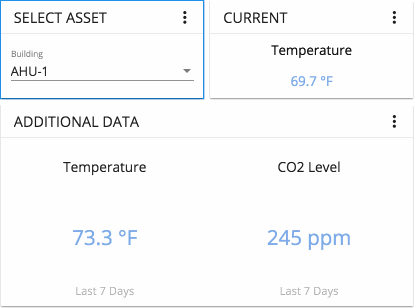 SELECT ASSET
Building
AHU-1
CURRENT
Temperature
69.7 °F
ADDITIONAL DATA
Temperature
CO2 Level
73.3 °F
245 ppm
Last 7 Days
Last 7 Days